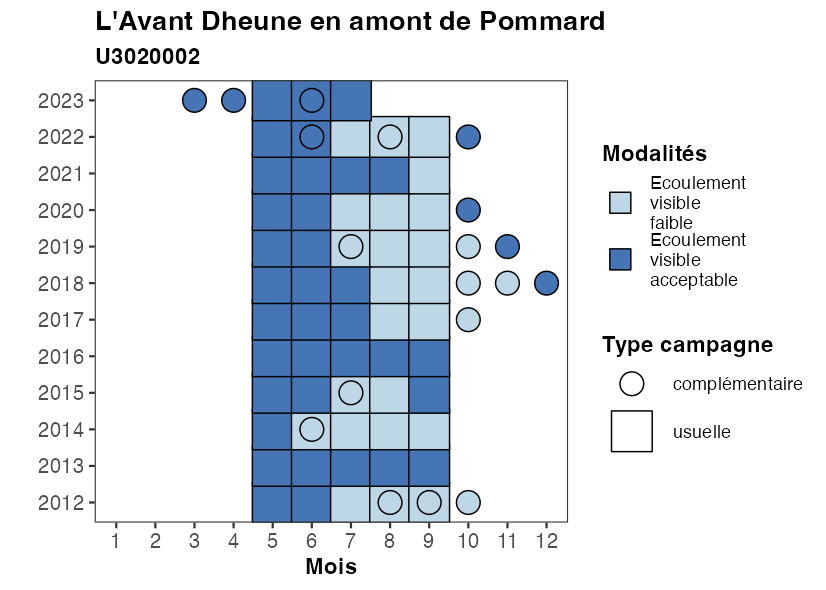 L'Avant Dheune en amont de Pommard
U3020002
2023
2022
2021
2020
2019
2018
2017
2016
2015
2014
2013
2012
1 2 3 4 5 6 7 8 9 10 11 12
Mois
Modalités
Ecoulement
visible
faible
Ecoulement
visible
acceptable
Type campagne
complémentaire
usuelle